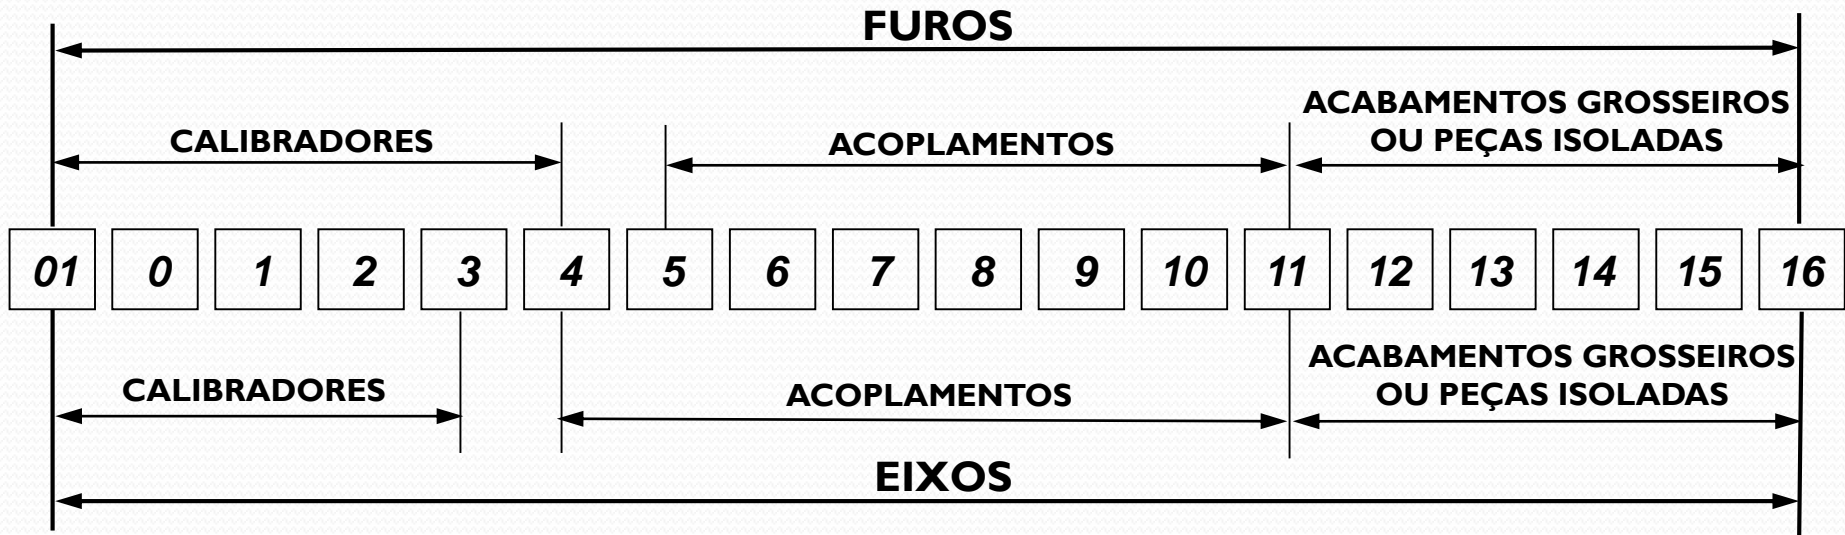 FUROS
ACABAMENTOS GROSSEIROS
OU PEÇAS ISOLADAS
CALIBRADORES
ACOPLAMENTOS
01 0 1 2 3 4 5 6 7 8 9 10 11 12 13 14 15 16
ACABAMENTOS GROSSEIROS
OU PEÇAS ISOLADAS
CALIBRADORES
ACOPLAMENTOS
EIXOS